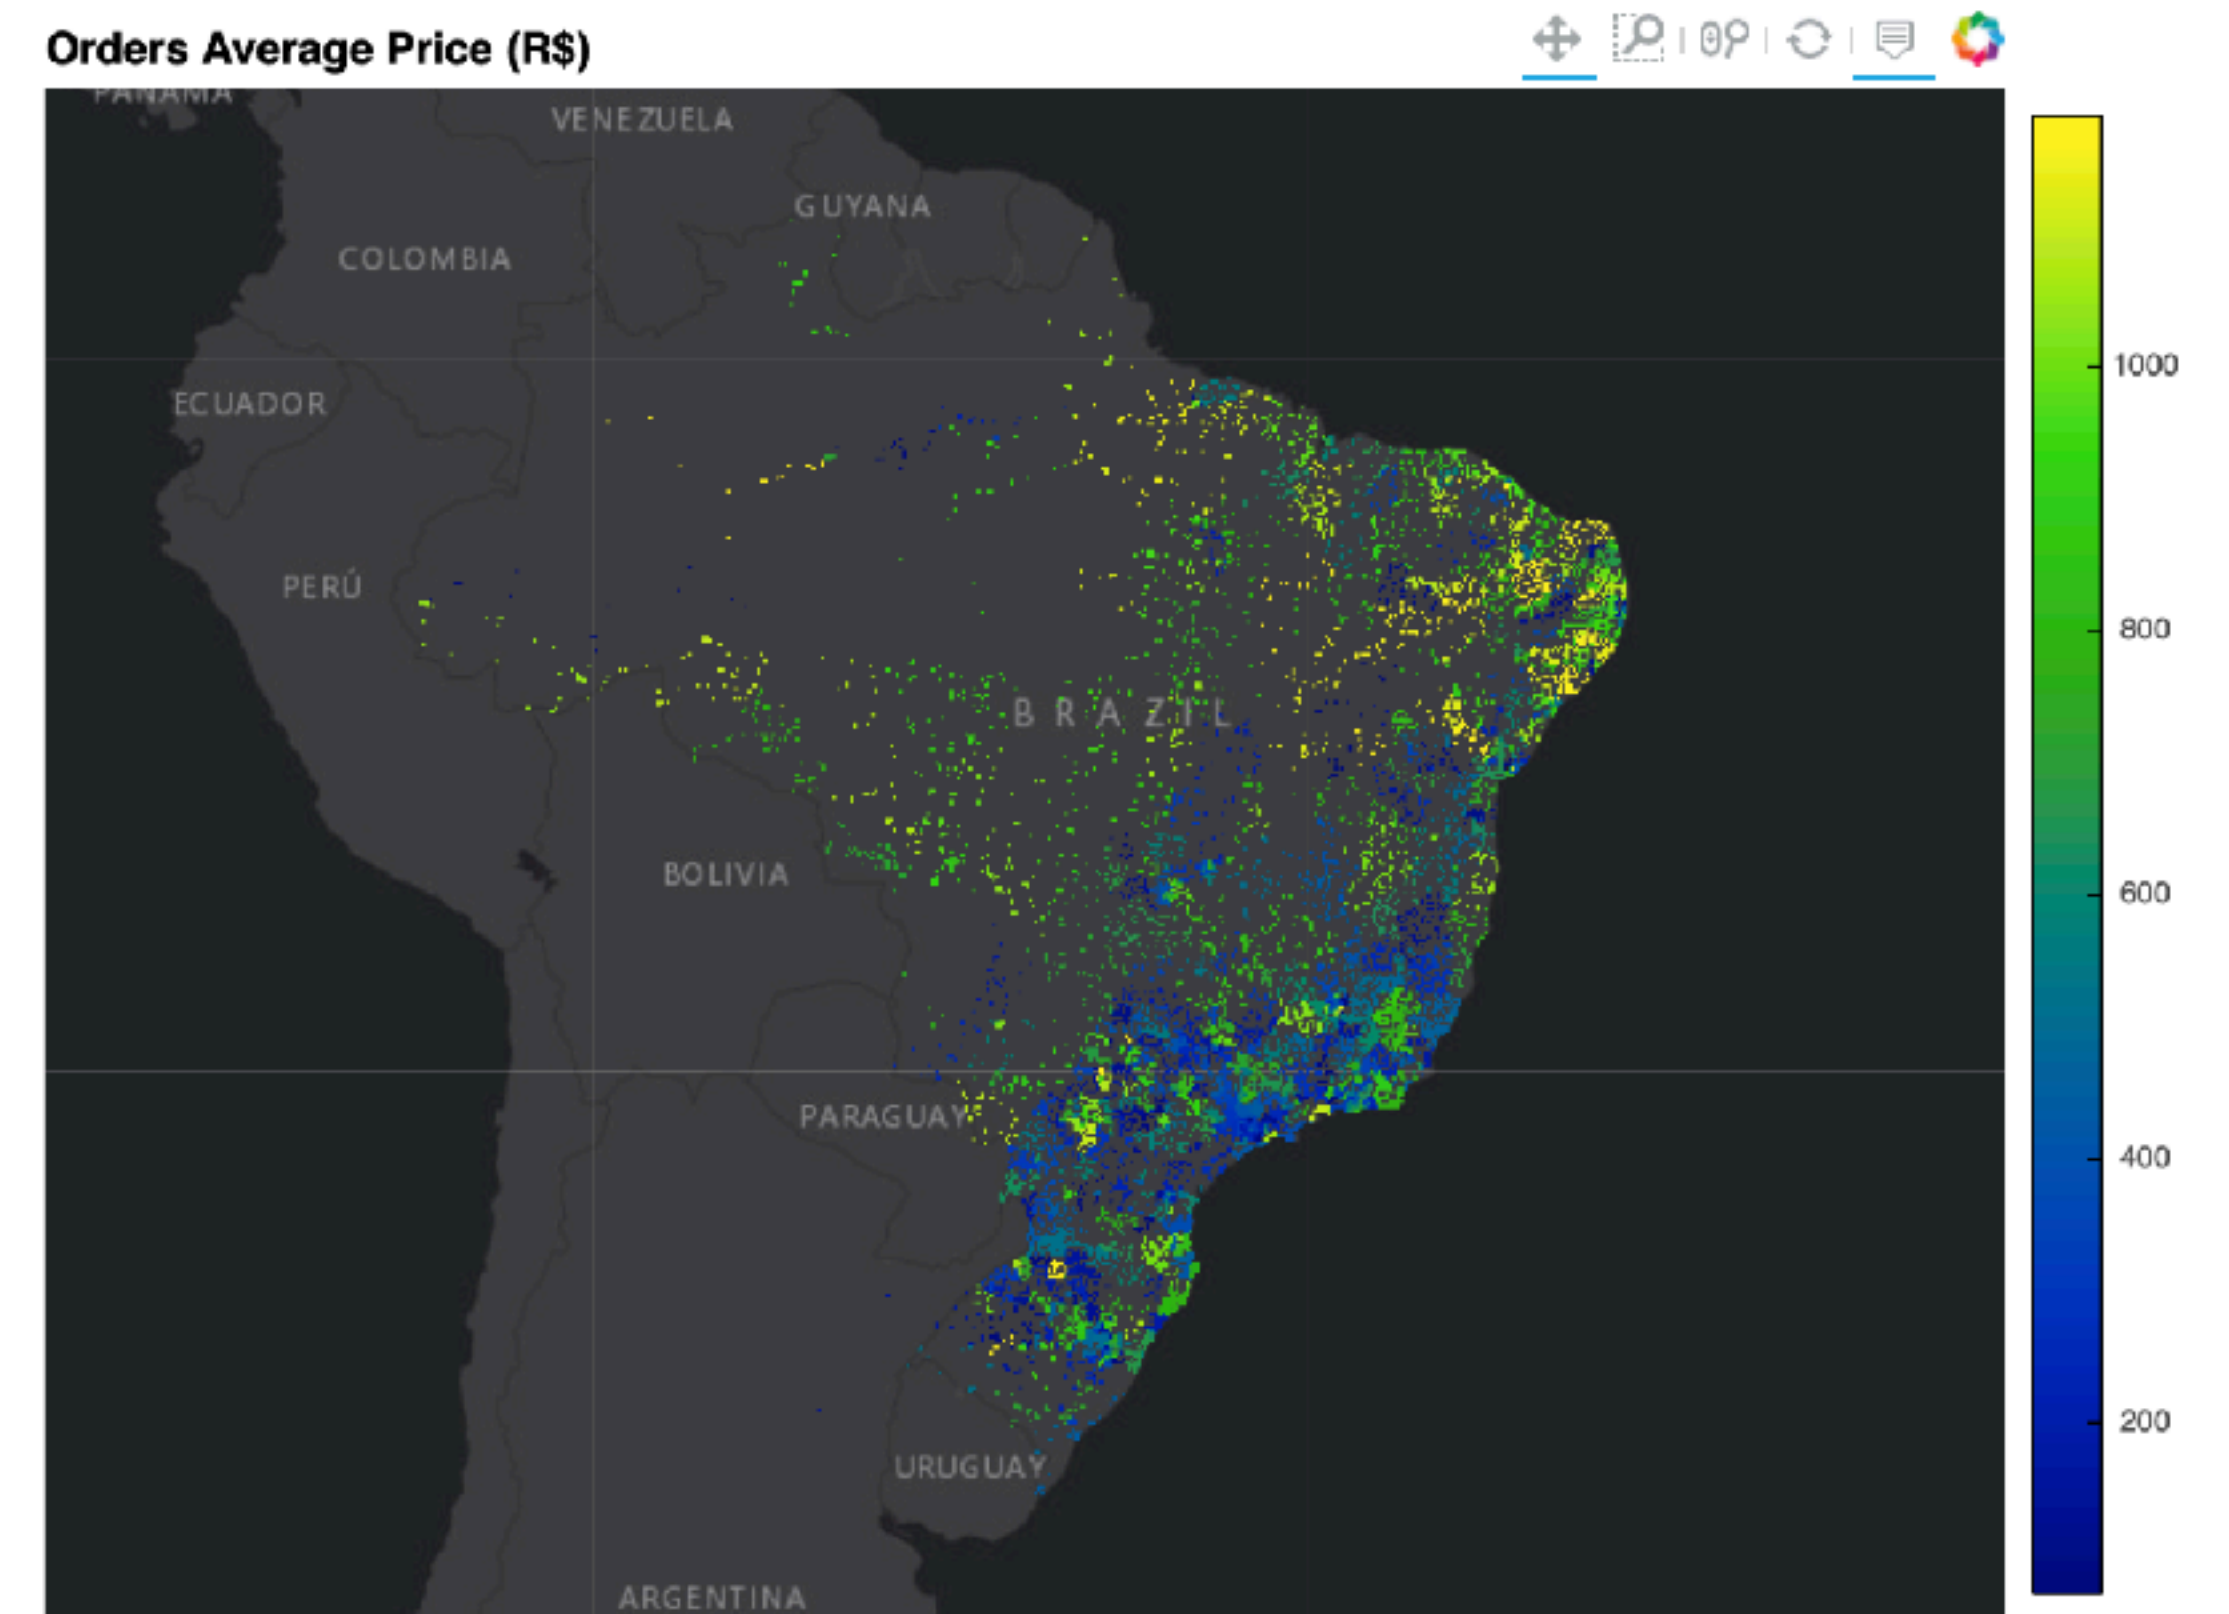 Orders Average Price (R$)
PANAMA
VENEZUELA
GUYANA
COLOMBIA
1000
ECUADOR
PERÚ
800
BRAZIL
BOLIVIA
600
PARAGUAY
400
200
URUGUAY
ARGENTINA